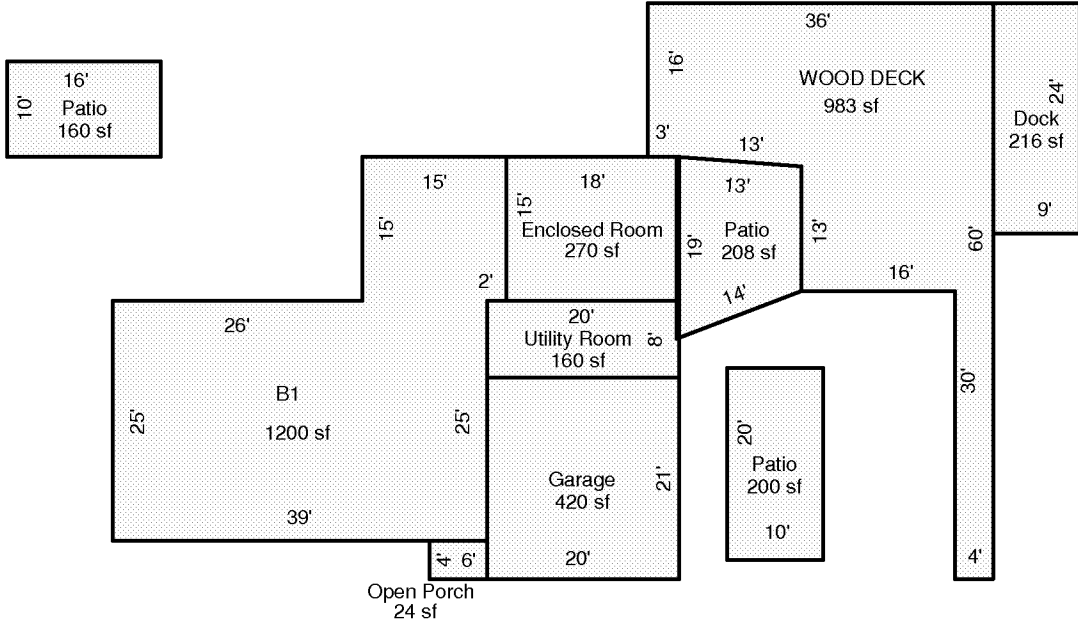 36'
16'
WOOD DECK
983 sf
24'
Dock
216 sf
9'
16'
10'
Patio
160 sf
3'
13'
15'
15'
2'
18'
15'
Enclosed Room
270 sf
13'
19'
Patio
208 sf
14'
13'
16'
60'
30'
4'
26'
25'
B1
1200 sf
25'
39'
20'
Utility Room
160 sf
8'
Garage
420 sf
21'
20'
20'
Patio
200 sf
10'
4'
6'
Open Porch
24 sf